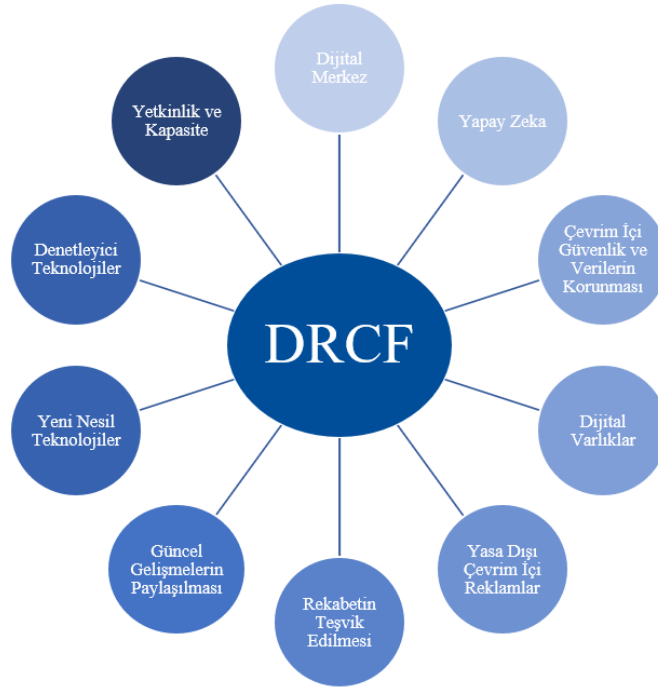 Dijital
Merkez
Yapay Zeka
Çevrim İçi
Güvenlik ve
Verilerin
Korunması
Dijital
Varlıklar
Yasa Dışı
Çevrim İçi
Reklamlar
Rekabetin
Teşvik
Edilmesi
Güncel
Gelişmelerin
Paylaşılması
Yeni Nesil
Teknolojiler
Denetleyici
Teknolojiler
Yetkinlik ve
Kapasite
DRCF